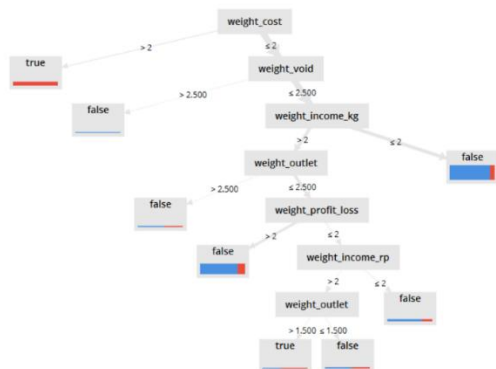 weight_cost
> 2
≤ 2
true
weight_void
> 2.500
≤ 2.500
false
weight_income_kg
> 2
≤ 2
weight_outlet
false
> 2.500
≤ 2.500
false
weight_profit_loss
> 2
≤ 2
false
weight_income_rp
> 2
≤ 2
weight_outlet
false
> 1.500
≤ 1.500
true
false